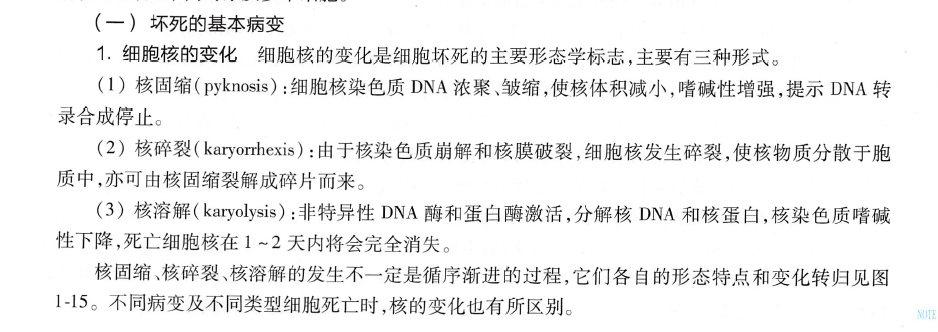 （一）坏死的基本病变
1. 细胞核的变化　细胞核的变化是细胞坏死的主要形态学标志，主要有三种形式。
（1）核固缩（pyknosis）：细胞核染色质 DNA 浓聚、皱缩，使核体积减小，嗜碱性增强，提示 DNA 转
录合成停止。
（2）核碎裂（karyorrhexis）：由于核染色质崩解和核膜破裂，细胞核发生碎裂，使核物质分散于胞
质中，亦可由核固缩裂解成碎片而来。
（3）核溶解（karyolysis）：非特异性 DNA 酶和蛋白酶激活，分解核 DNA 和核蛋白，核染色质嗜碱
性下降，死亡细胞核在 1～2 天内将会完全消失。
核固缩、核碎裂、核溶解的发生不一定是循序渐进的过程，它们各自的形态特点和变化转归见图
1-15。不同病变及不同类型细胞死亡时，核的变化也有所区别。
NOTE